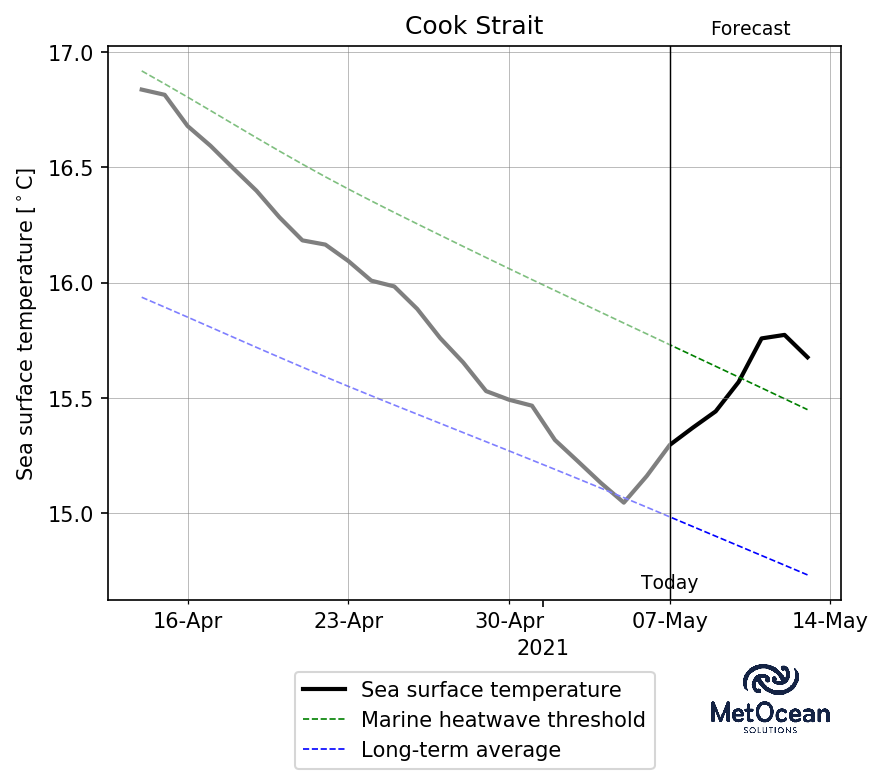 Cook Strait
Forecast
Sea surface temperature [°C]
17.0
16.5
16.0
15.5
15.0
Today
16-Apr 23-Apr 30-Apr 07-May 14-May
2021
Sea surface temperature
Marine heatwave threshold
Long-term average
MetOcean
SOLUTIONS